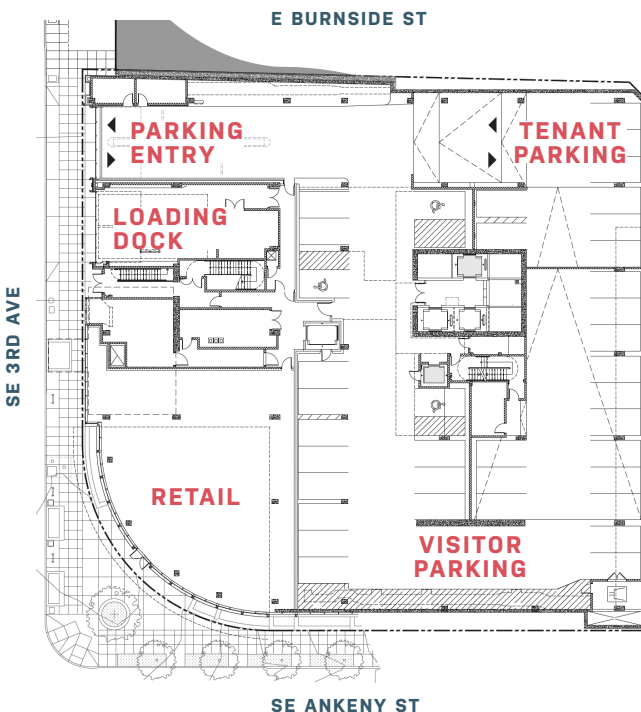 E BURNSIDE ST
PARKING
ENTRY
TENANT
PARKING
LOADING
DOCK
SE 3RD AVE
RETAIL
VISITOR
PARKING
SE ANKENY ST